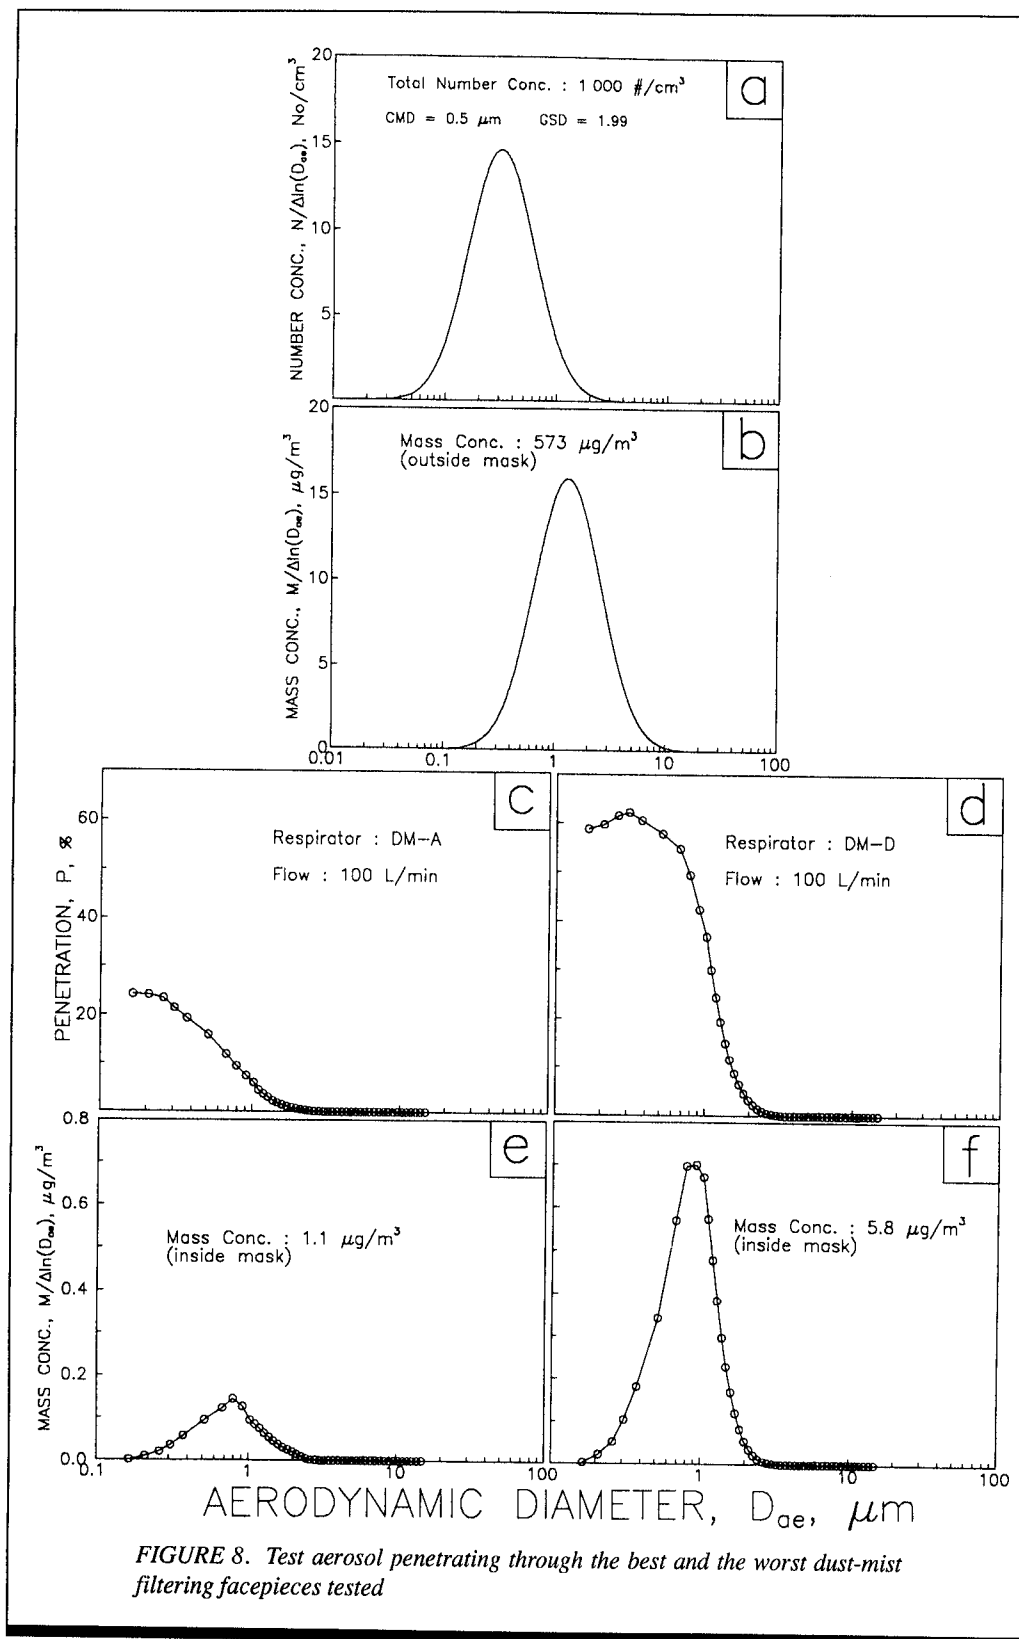 20
15
10
5
NUMBER CONC., N/Δln(Dae), No/cm³
Total Number Conc. : 1000 #/cm³
CMD = 0.5 μm GSD = 1.99
a
20
15
10
5
0
MASS CONC., M/Δln(Dae), μg/m³
Mass Conc. : 573 μg/m³
(outside mask)
b
0.01 0.1 1 10 100
60
40
20
PENETRATION, P, %
Respirator : DM-A
Flow : 100 L/min
c
Respirator : DM-D
Flow : 100 L/min
d
0.8
0.6
0.4
0.2
0.0
MASS CONC., M/Δln(Dae), μg/m³
Mass Conc. : 1.1 μg/m³
(inside mask)
e
Mass Conc. : 5.8 μg/m³
(inside mask)
f
0.1 1 10 100 1 10 100
AERODYNAMIC DIAMETER, Dae, μm
FIGURE 8. Test aerosol penetrating through the best and the worst dust-mist
filtering facepieces tested